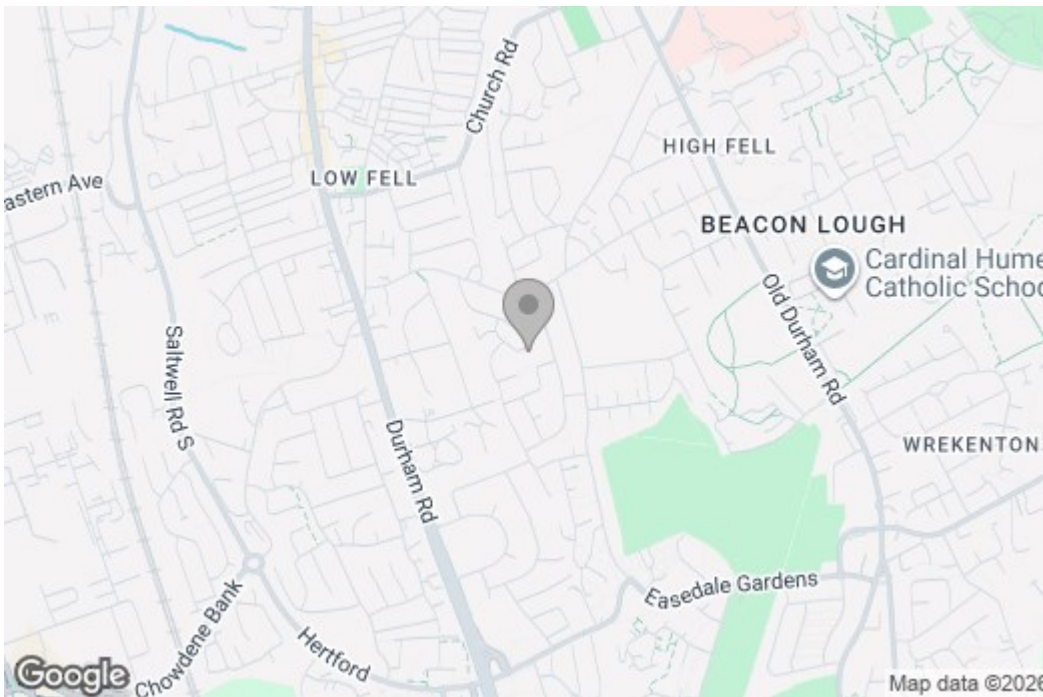 Church Rd
HIGH FELL
LOW FELL
astern Ave
BEACON LOUGH
Cardinal Hume
Catholic Schoo
Old Durham Rd
Saltwell Rd S
Durham Rd
WREKENTON
Easedale Gardens
Chowdene Bank
Hertford
Google
Map data ©2026